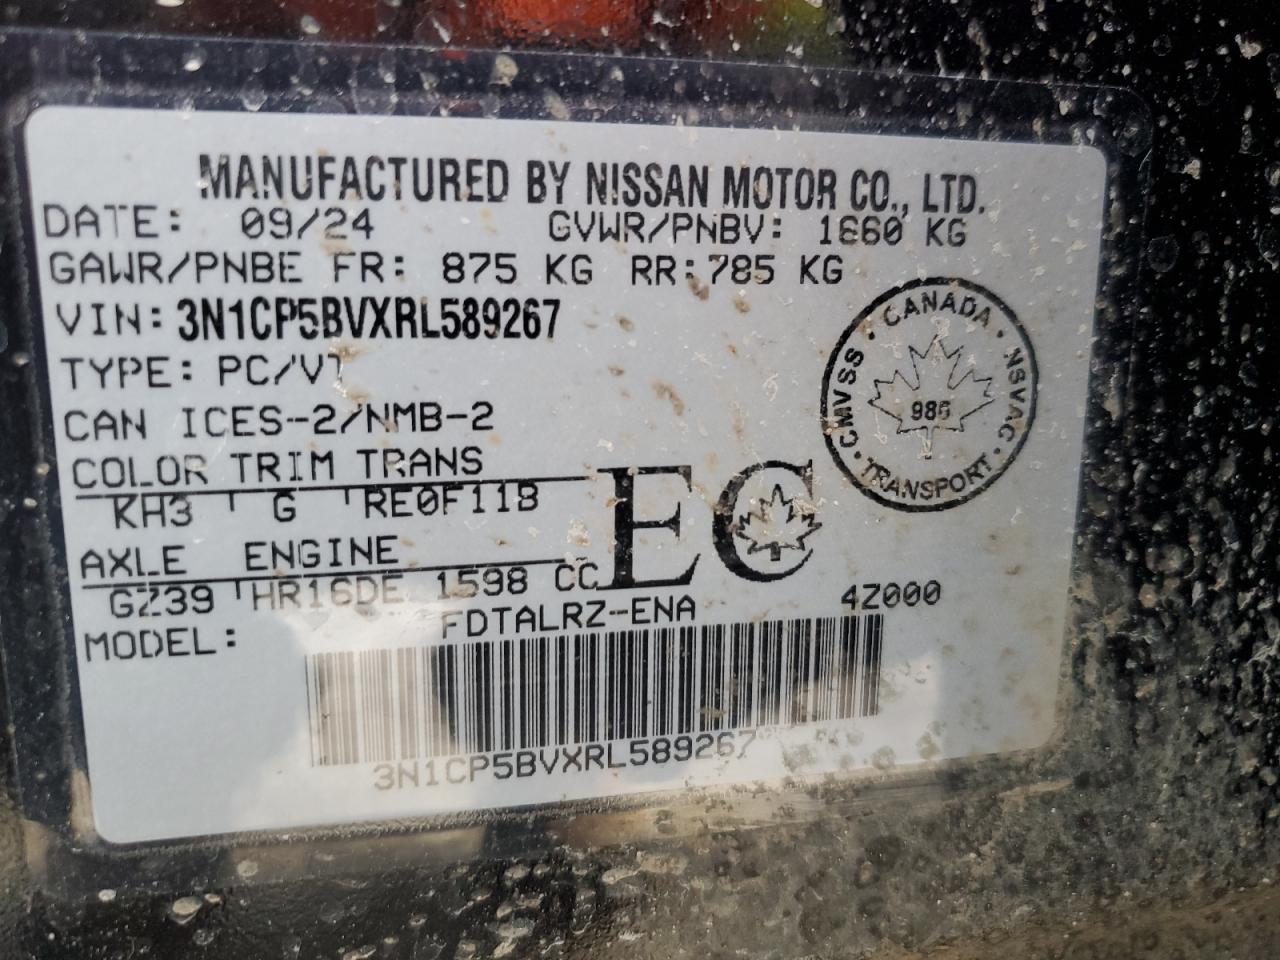 MANUFACTURED BY NISSAN MOTOR CO., LTD.
DATE: 09/24 GVWR/PNBV: 1660 KG
GAWR/PNBE FR: 875 KG RR: 785 KG
VIN: 3N1CP5BVXRL589267
TYPE: PC/VT
CAN ICES-2/NMB-2
COLOR TRIM TRANS
KH3 G RE0F11B
AXLE ENGINE
GZ39 HR16DE 1598 CC
MODEL: FDTALRZ-ENA 4Z000
3N1CP5BVXRL589267
EC
CANADA
CMVSS NSVAC
TRANSPORT